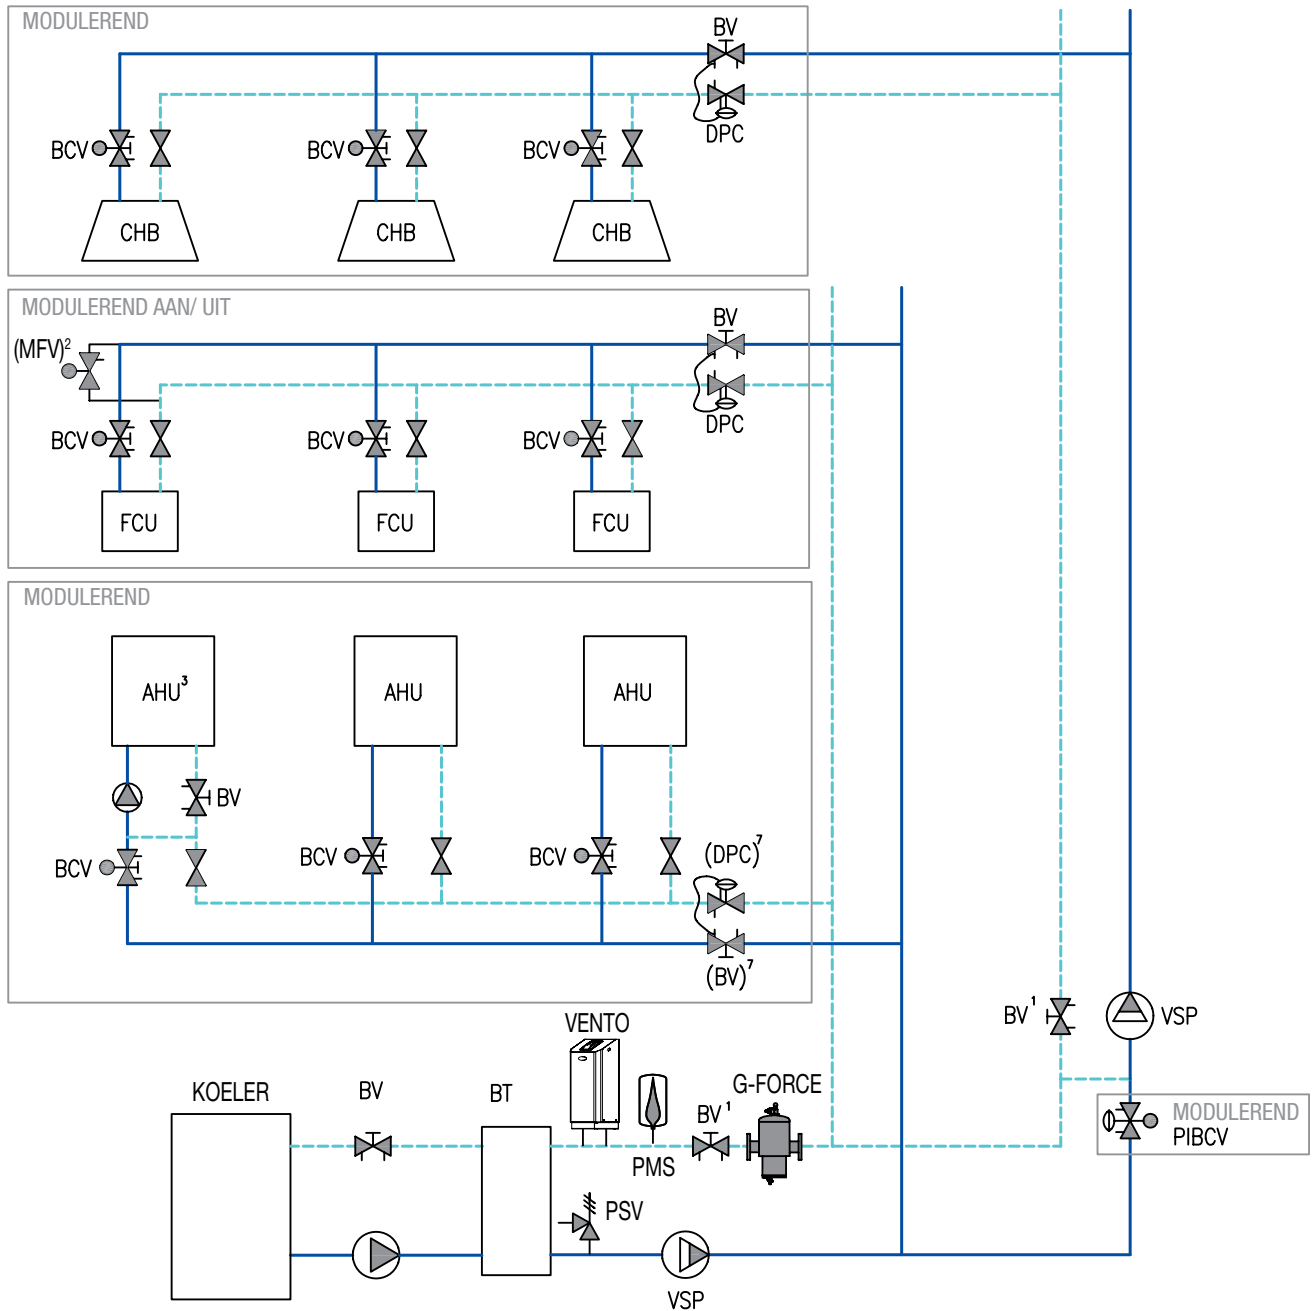 MODULEREND
BV
DPC
BCV BCV BCV
CHB CHB CHB
MODULEREND AAN/ UIT
(MFV)²
BV
DPC
BCV BCV BCV
FCU FCU FCU
MODULEREND
AHU³ AHU AHU
BV
BCV BCV BCV
(DPC)⁷
(BV)⁷
BV¹ VSP
VENTO
KOELER BV BT G-FORCE
BV¹
MODULEREND
PIBCV
PMS
PSV
VSP